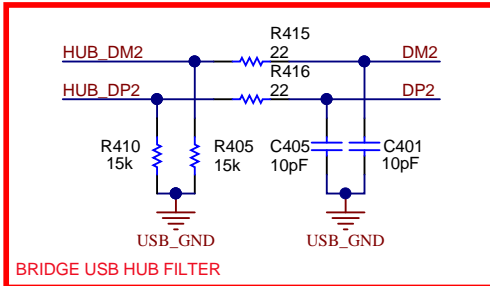 R415
HUB_DM2
22
DM2
R416
HUB_DP2
22
DP2
R410
15k
R405
15k
C405
10pF
C401
10pF
USB_GND
USB_GND
BRIDGE USB HUB FILTER